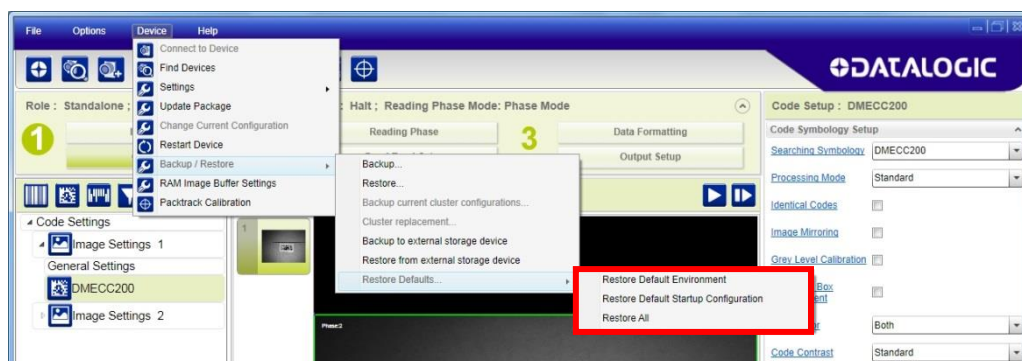 File Options Device Help
DATALOGIC
Connect to Device
Find Devices
Settings
Update Package
Change Current Configuration
Restart Device
Backup / Restore
RAM Image Buffer Settings
Packtrack Calibration
Role : Standalone ; Halt ; Reading Phase Mode: Phase Mode
1
Reading Phase
3
Data Formatting
Output Setup
Backup...
Restore...
Backup current cluster configurations...
Cluster replacement...
Backup to external storage device
Restore from external storage device
Restore Defaults...
Restore Default Environment
Restore Default Startup Configuration
Restore All
Code Settings
Image Settings 1
General Settings
DMECC200
Image Settings 2
1
Phase:2
Code Setup : DMECC200
Code Symbology Setup
Searching Symbology DMECC200
Processing Mode Standard
Identical Codes
Image Mirroring
Grey Level Calibration
Box
Both
Code Contrast Standard